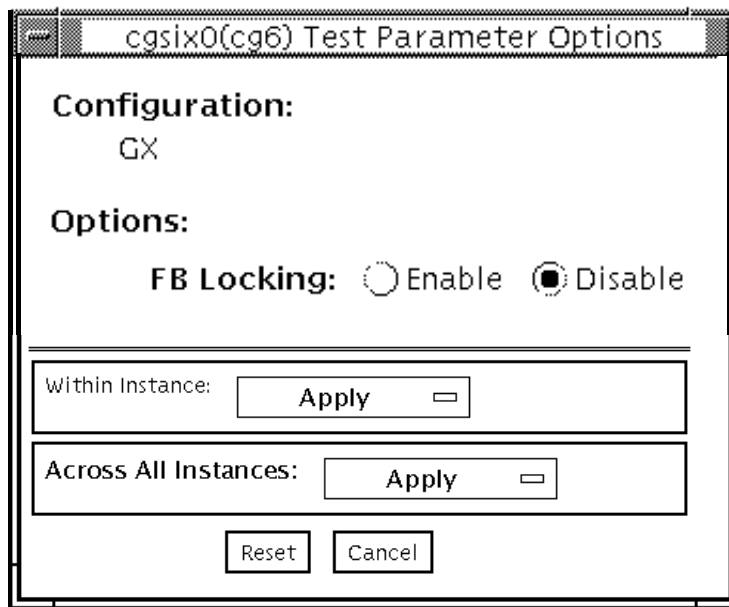 cgsix0(cg6) Test Parameter Options
Configuration:
GX
Options:
FB Locking: Enable Disable
Within Instance: Apply
Across All Instances: Apply
Reset Cancel